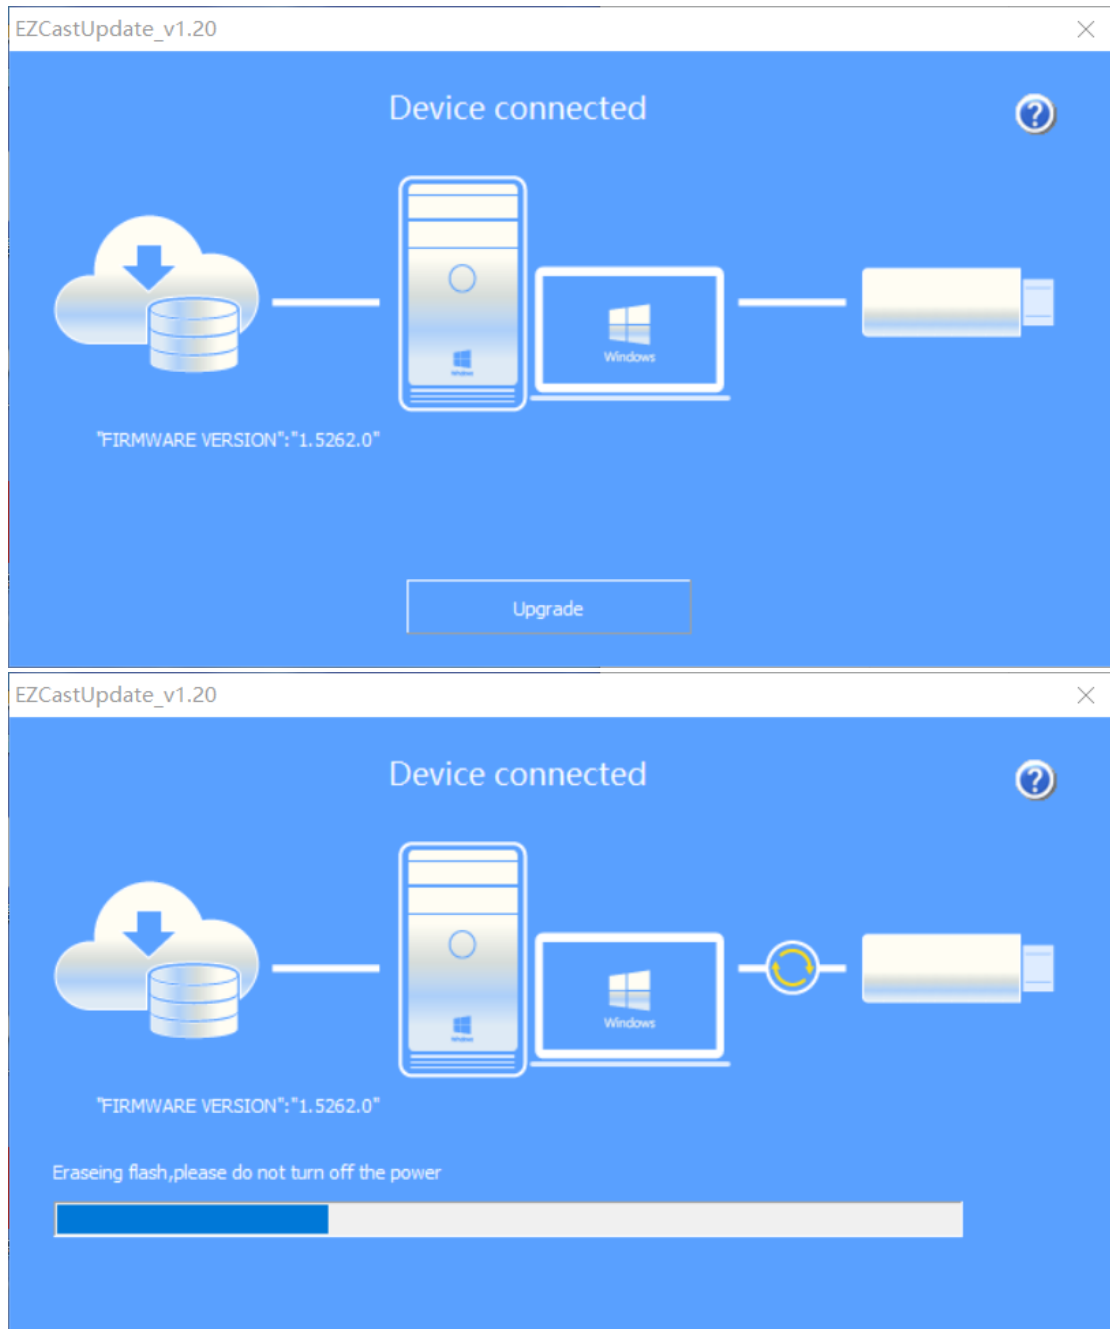 EZCastUpdate_v1.20
Device connected
Windows
"FIRMWARE VERSION":"1.5262.0"
Upgrade
EZCastUpdate_v1.20
Device connected
Windows
"FIRMWARE VERSION":"1.5262.0"
Eraseing flash,please do not turn off the power